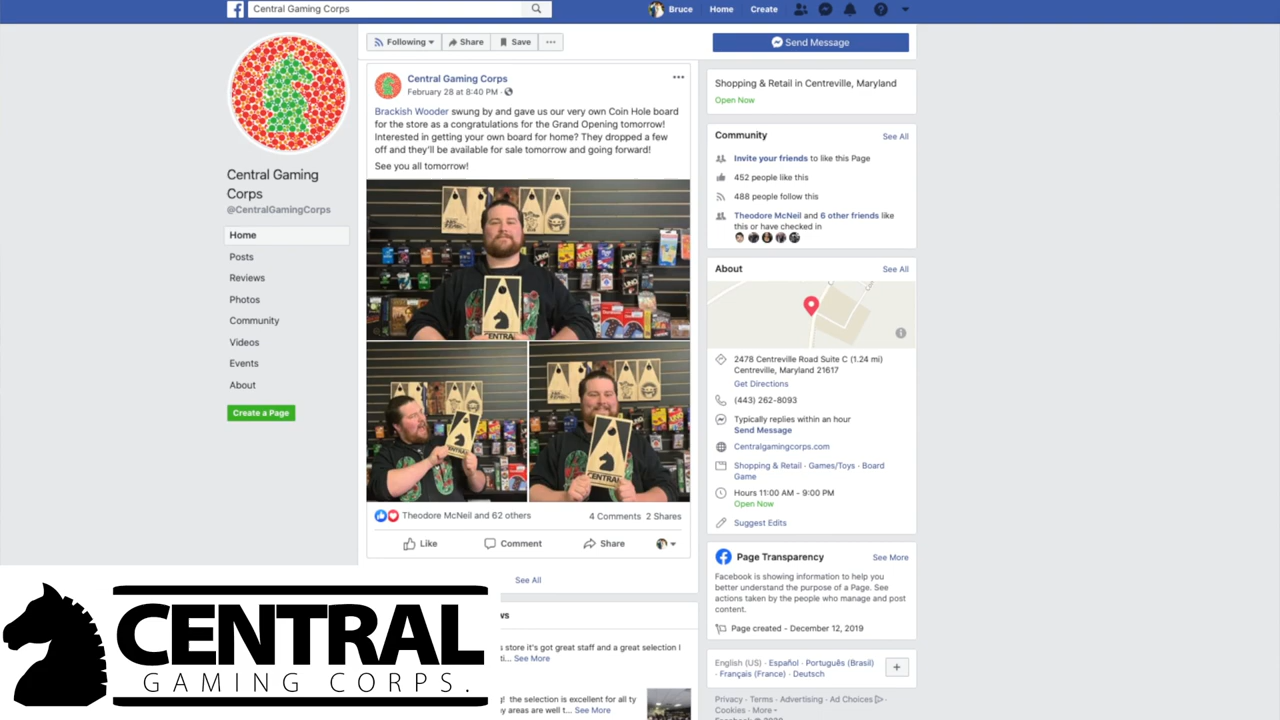 Central Gaming Corps
Bruce
Home
Create
Following
Share
Save
Send Message
Central Gaming Corps
@CentralGamingCorps
Home
Posts
Reviews
Photos
Community
Videos
Events
About
Create a Page
Central Gaming Corps
February 28 at 8:40 PM ·
Brackish Wooder swung by and gave us our very own Coin Hole board
for the store as a congratulations for the Grand Opening tomorrow!
Interested in getting your own board for home? They dropped a few
off and they'll be available for sale tomorrow and going forward!
See you all tomorrow!
CENTRAL
CENTRAL
CENTRAL
Theodore McNeil and 62 others
4 Comments 2 Shares
Like
Comment
Share
See All
ws
s store it's got great staff and a great selection I
ti... See More
g! the selection is excellent for all ty
y areas are well t... See More
Shopping & Retail in Centreville, Maryland
Open Now
Community
See All
Invite your friends to like this Page
452 people like this
488 people follow this
Theodore McNeil and 6 other friends like
this or have checked in
About
See All
2478 Centreville Road Suite C (1.24 mi)
Centreville, Maryland 21617
Get Directions
(443) 262-8093
Typically replies within an hour
Send Message
Centralgamingcorps.com
Shopping & Retail · Games/Toys · Board
Game
Hours 11:00 AM - 9:00 PM
Open Now
Suggest Edits
Page Transparency
See More
Facebook is showing information to help you
better understand the purpose of a Page. See
actions taken by the people who manage and post
content.
Page created - December 12, 2019
English (US) · Español · Português (Brasil)
· Français (France) · Deutsch
Privacy · Terms · Advertising · Ad Choices ·
Cookies · More
CENTRAL
GAMING CORPS.